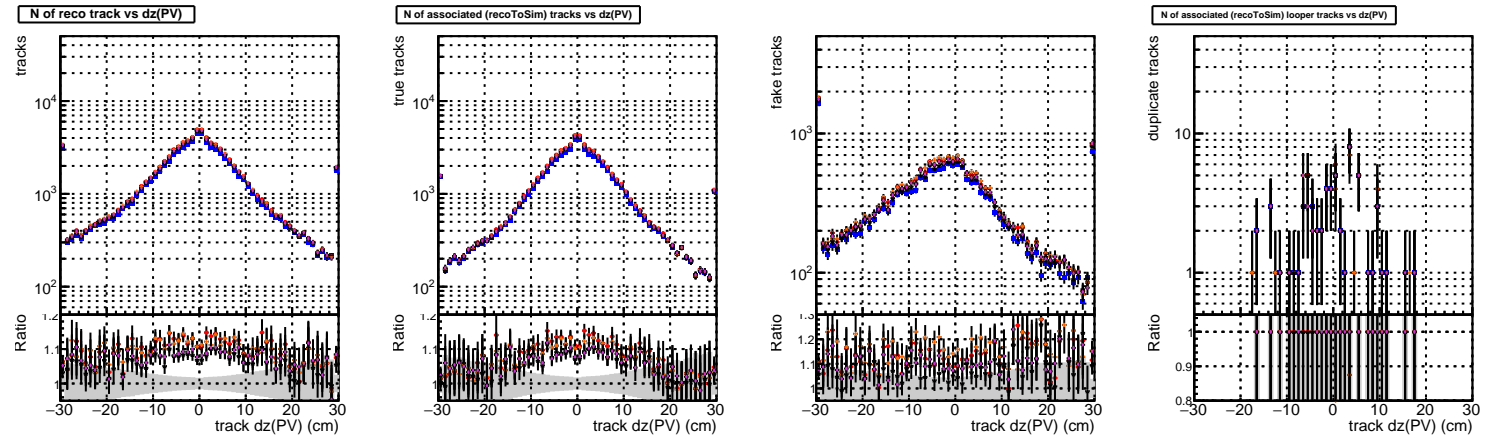 N of reco track vs dz(PV)
tracks
10^4
10^3
10^2
Ratio
1.2
1.1
1
−30 −20 −10 0 10 20 30
track dz(PV) (cm)
N of associated (recoToSim) tracks vs dz(PV)
true tracks
10^4
10^3
10^2
Ratio
1.2
1.1
1
−30 −20 −10 0 10 20 30
track dz(PV) (cm)
fake tracks
10^3
10^2
Ratio
1.3
1.2
1.1
1
−30 −20 −10 0 10 20 30
track dz(PV) (cm)
N of associated (recoToSim) looper tracks vs dz(PV)
duplicate tracks
10
1
Ratio
1
0.9
0.8
−30 −20 −10 0 10 20 30
track dz(PV) (cm)